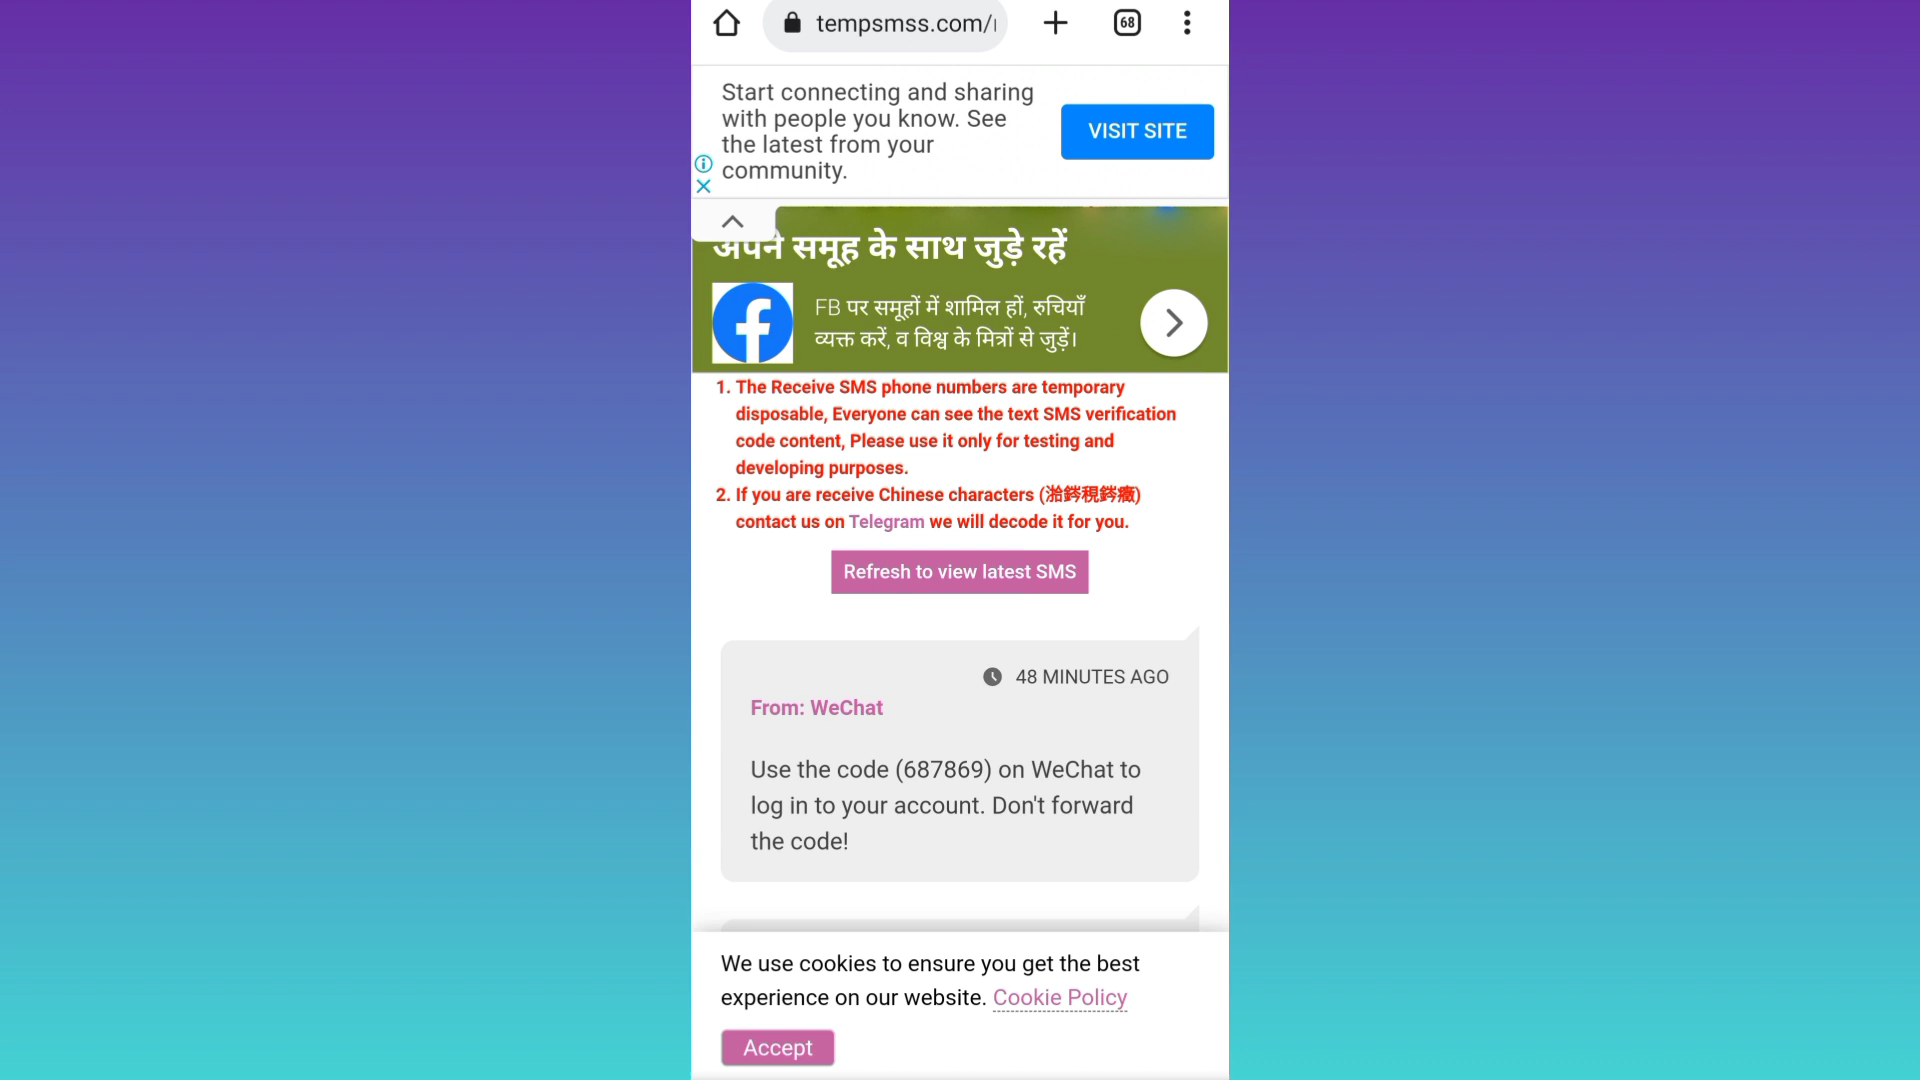 tempsmss.com/
68
Start connecting and sharing
with people you know. See
the latest from your
community.
VISIT SITE
अपने समूह के साथ जुड़े रहें
FB पर समूहों में शामिल हों, रुचियाँ
व्यक्त करें, व विश्व के मित्रों से जुड़ें।
1. The Receive SMS phone numbers are temporary
disposable, Everyone can see the text SMS verification
code content, Please use it only for testing and
developing purposes.
2. If you are receive Chinese characters (湁鍔稆鍔癥)
contact us on Telegram we will decode it for you.
Refresh to view latest SMS
48 MINUTES AGO
From: WeChat
Use the code (687869) on WeChat to
log in to your account. Don't forward
the code!
We use cookies to ensure you get the best
experience on our website. Cookie Policy
Accept